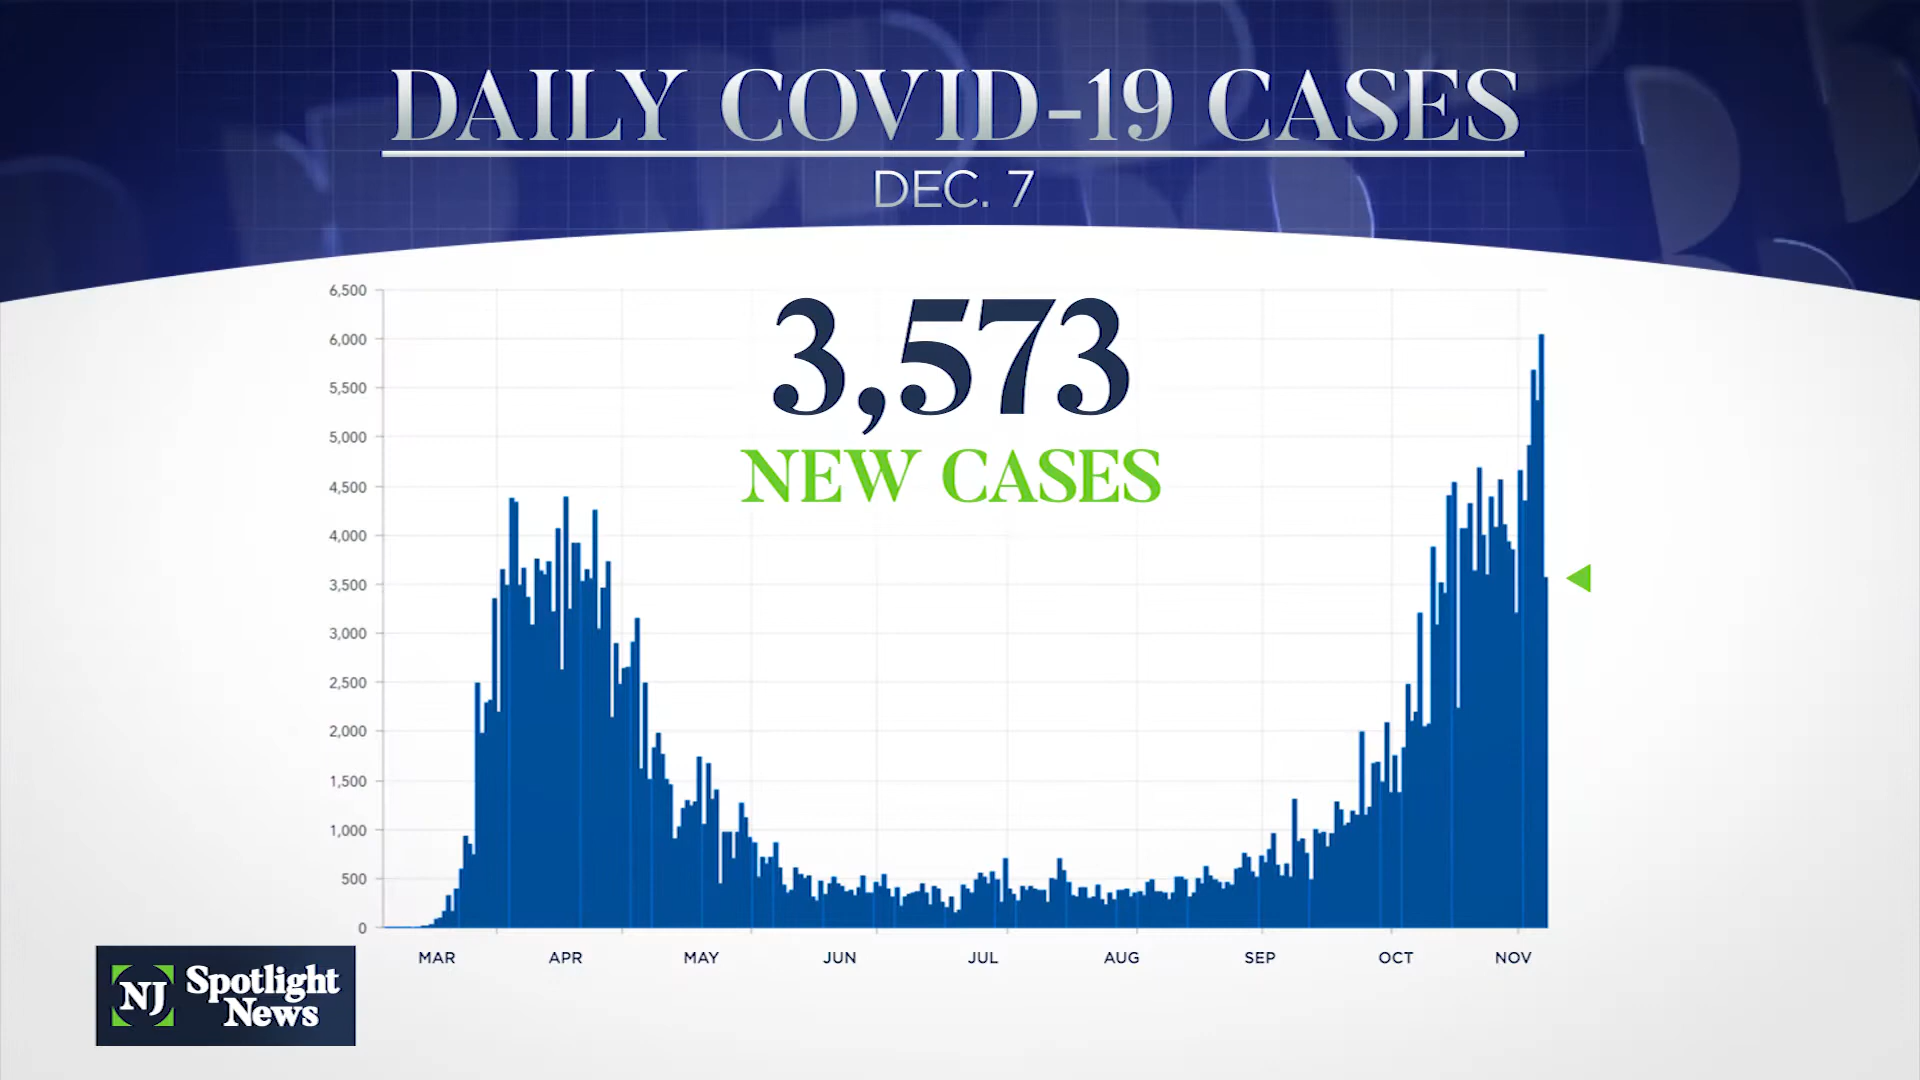 DAILY COVID-19 CASES
DEC. 7
3,573
NEW CASES
6,500
6,000
5,500
5,000
4,500
4,000
3,500
3,000
2,500
2,000
1,500
1,000
500
0
MAR APR MAY JUN JUL AUG SEP OCT NOV
NJ Spotlight
News